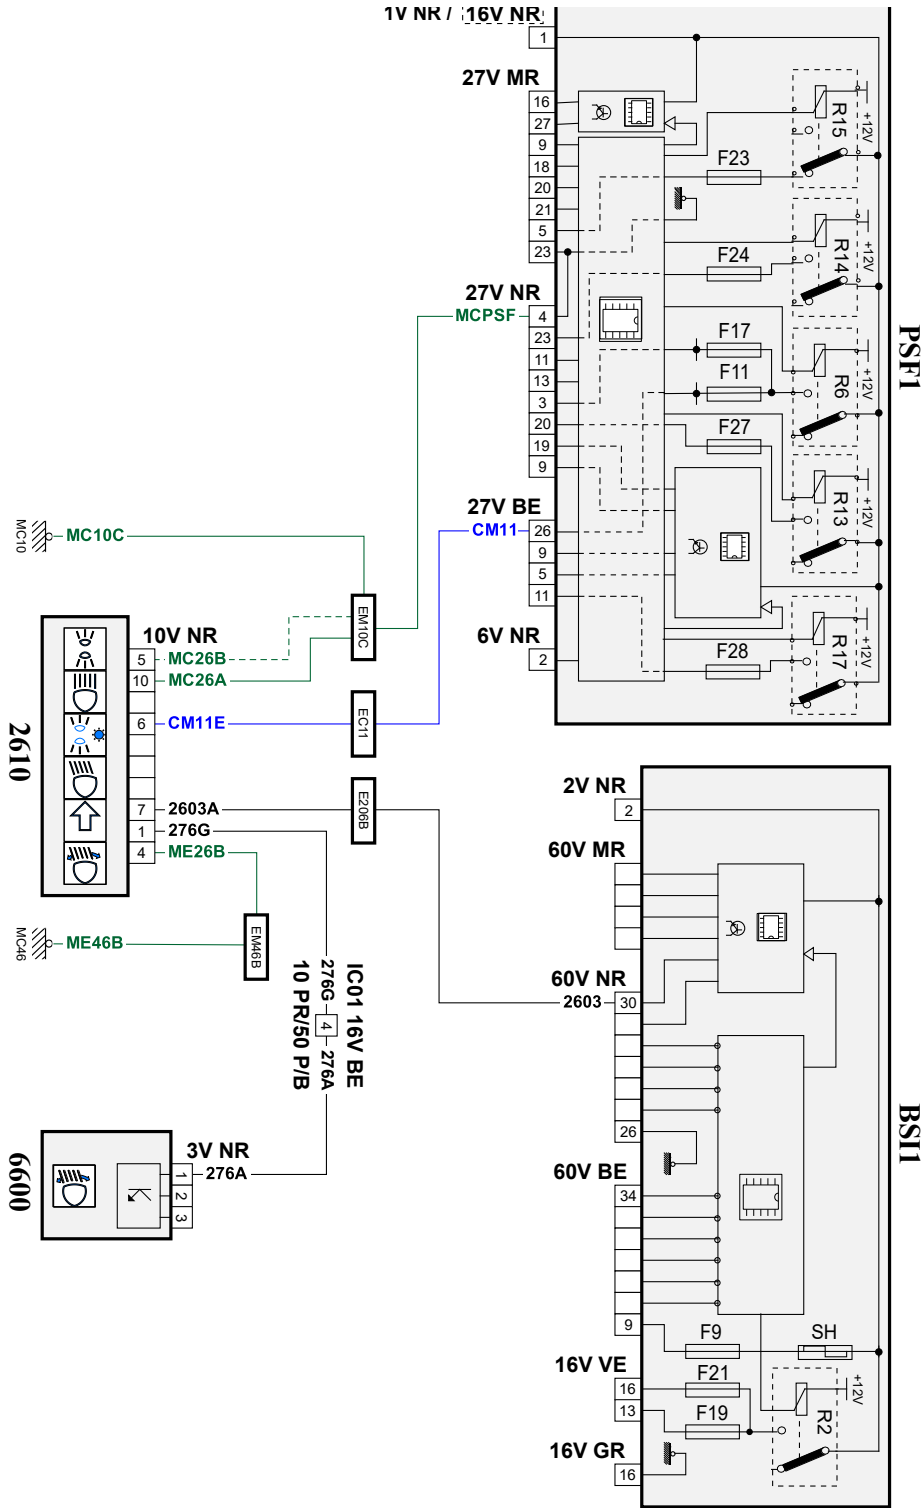 1V NR / 16V NR
1
27V MR
16
27
9
18
20
21
5
23
27V NR
MCPSF
4
23
11
13
3
20
19
9
27V BE
CM11
26
9
5
11
6V NR
2
R15
+12V
F23
R14
+12V
F24
F17
R6
+12V
F11
F27
R13
+12V
R17
+12V
F28
PSF1
MC10
MC10C
EM10C
10V NR
5
MC26B
10
MC26A
6
CM11E
EC11
7
2603A
E206B
1
276G
4
ME26B
2610
MC46
ME46B
EM46B
IC01 16V BE
276G
4
276A
10 PR/50 P/B
3V NR
1
276A
2
3
6600
2V NR
2
60V MR
60V NR
2603
30
26
60V BE
34
9
F9
SH
16V VE
16
F21
13
F19
R2
+12V
16V GR
16
BSI1